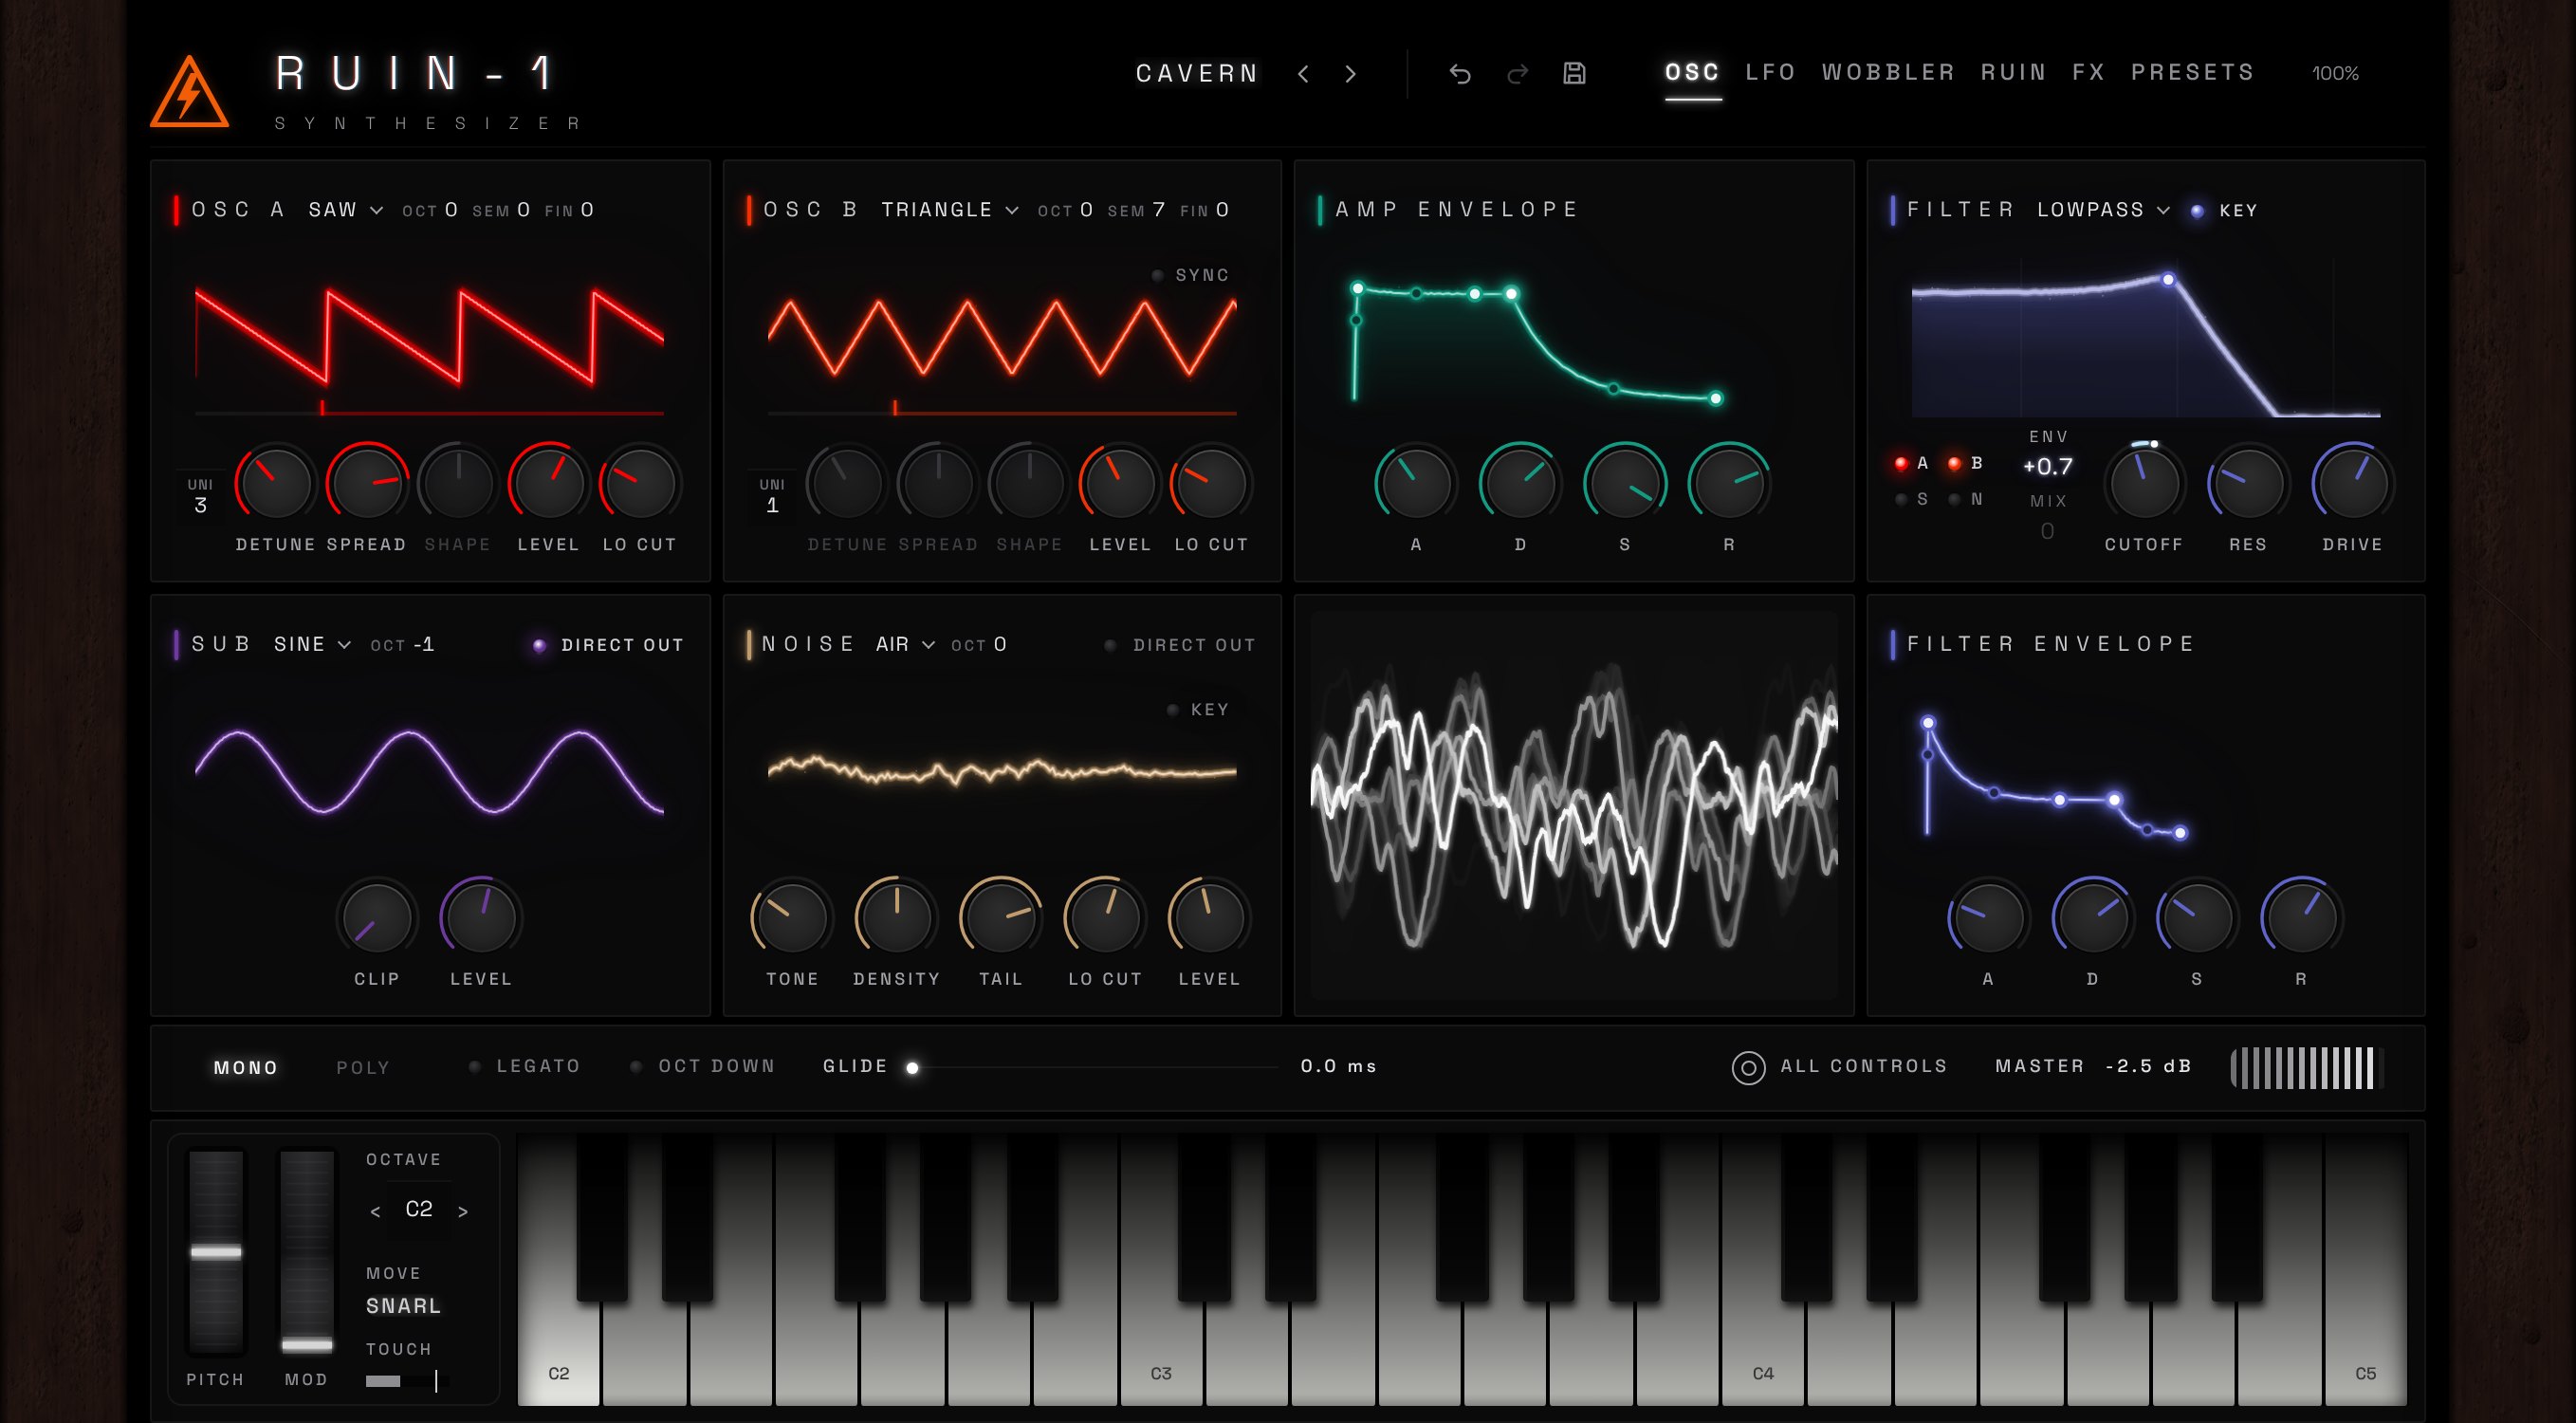 RUIN-1
SYNTHESIZER
CAVERN
OSC LFO WOBBLER RUIN FX PRESETS 100%
OSC A SAW OCT 0 SEM 0 FIN 0
UNI
3
DETUNE SPREAD SHAPE LEVEL LO CUT
OSC B TRIANGLE OCT 0 SEM 7 FIN 0
SYNC
UNI
1
DETUNE SPREAD SHAPE LEVEL LO CUT
AMP ENVELOPE
A D S R
FILTER LOWPASS KEY
A B
S N
ENV
+0.7
MIX
0
CUTOFF RES DRIVE
SUB SINE OCT -1 DIRECT OUT
CLIP LEVEL
NOISE AIR OCT 0 DIRECT OUT
KEY
TONE DENSITY TAIL LO CUT LEVEL
FILTER ENVELOPE
A D S R
MONO POLY LEGATO OCT DOWN GLIDE 0.0 ms ALL CONTROLS MASTER -2.5 dB
PITCH MOD
OCTAVE
< C2 >
MOVE
SNARL
TOUCH
C2 C3 C4 C5